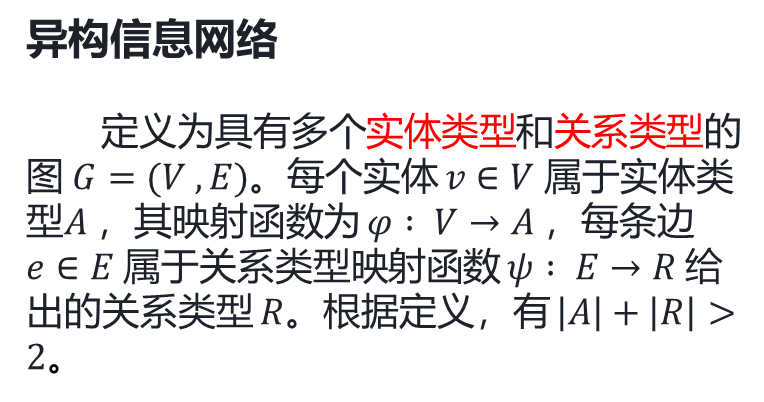 异构信息网络
定义为具有多个实体类型和关系类型的
图 G = (V , E)。每个实体 v ∈ V 属于实体类
型A ，其映射函数为 φ : V → A ，每条边
e ∈ E 属于关系类型映射函数 ψ : E → R 给
出的关系类型 R。根据定义，有 |A| + |R| >
2。